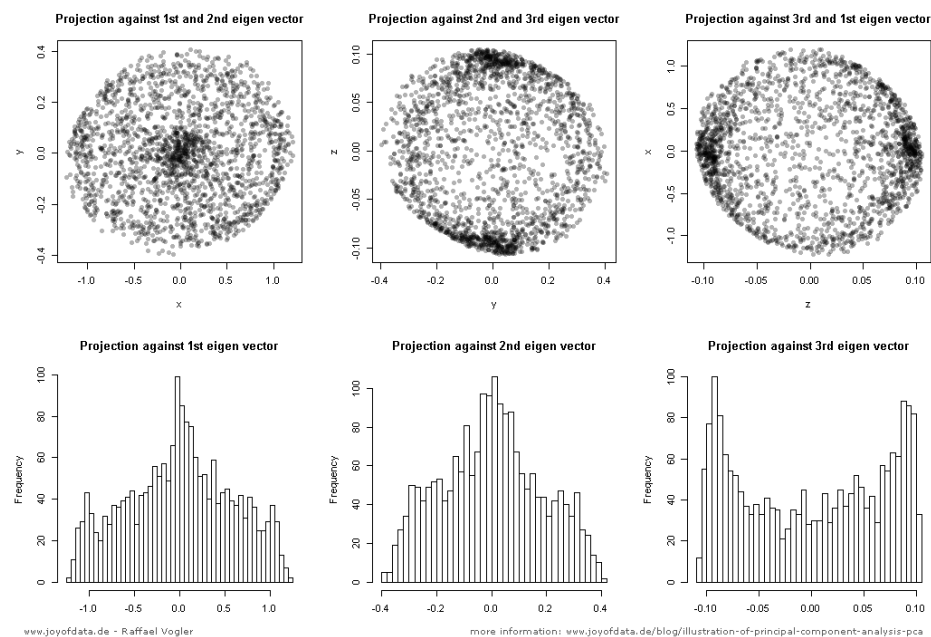 Projection against 1st and 2nd eigen vector
Projection against 2nd and 3rd eigen vector
Projection against 3rd and 1st eigen vector
0.4
0.2
0.0
-0.2
-0.4
y
-1.0 -0.5 0.0 0.5 1.0
x
0.10
0.05
0.00
-0.05
-0.10
z
-0.4 -0.2 0.0 0.2 0.4
y
1.0
0.5
0.0
-0.5
-1.0
x
-0.10 -0.05 0.00 0.05 0.10
z
Projection against 1st eigen vector
Projection against 2nd eigen vector
Projection against 3rd eigen vector
100
80
60
40
20
0
Frequency
-1.0 -0.5 0.0 0.5 1.0
100
80
60
40
20
0
Frequency
-0.4 -0.2 0.0 0.2 0.4
100
80
60
40
20
0
Frequency
-0.10 -0.05 0.00 0.05 0.10
www.joyofdata.de - Raffael Vogler
more information: www.joyofdata.de/blog/illustration-of-principal-component-analysis-pca